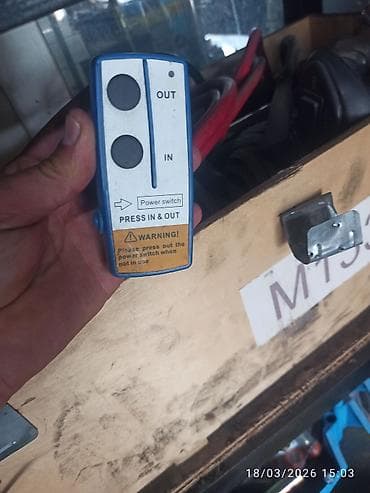 OUT
IN
Power switch
PRESS IN & OUT
WARNING!
Please press out the
power switch when
not in use
M133
18/03/2026 15:03